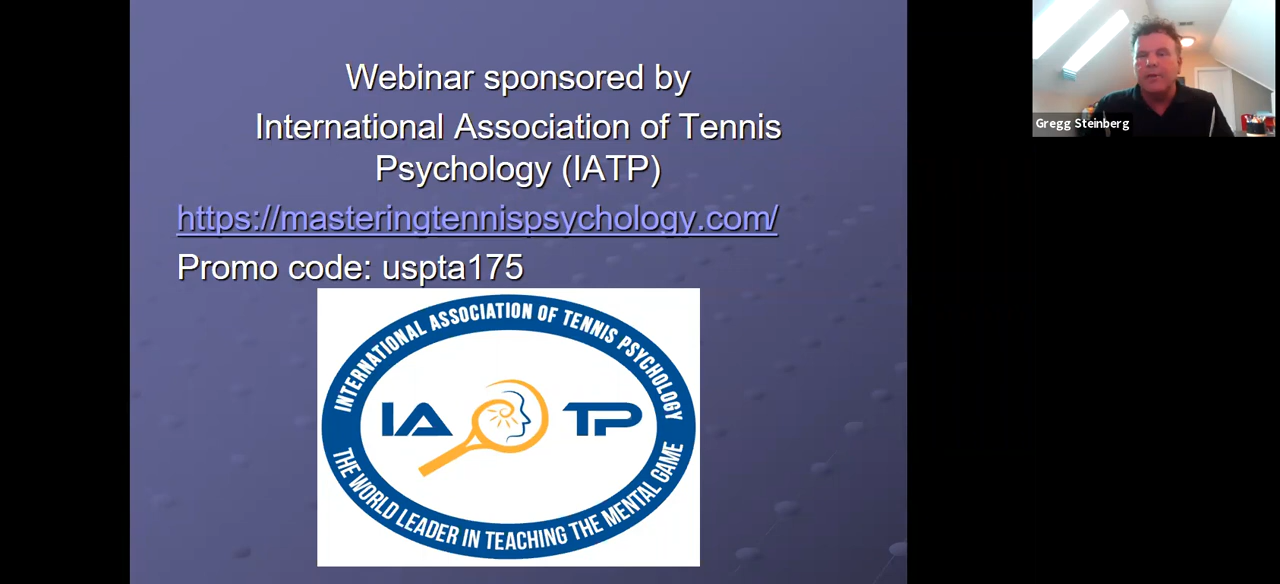 Webinar sponsored by
International Association of Tennis
Psychology (IATP)
https://masteringtennispsychology.com/
Promo code: uspta175
INTERNATIONAL ASSOCIATION OF TENNIS PSYCHOLOGY
IA TP
THE WORLD LEADER IN TEACHING THE MENTAL GAME
Gregg Steinberg